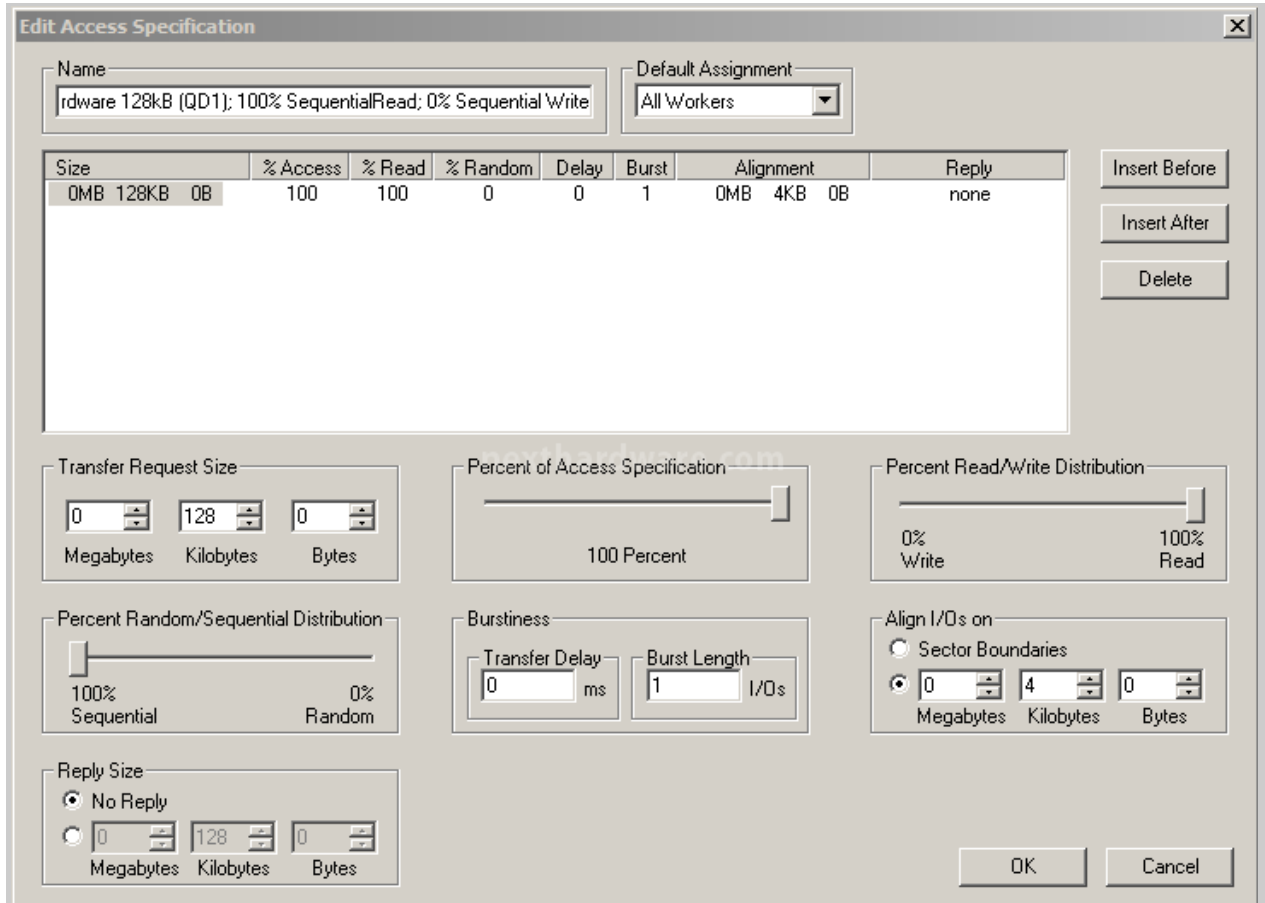 Edit Access Specification
Name
rdware 128kB (QD1); 100% SequentialRead; 0% Sequential Write
Default Assignment
All Workers
Size % Access % Read % Random Delay Burst Alignment Reply
0MB 128KB 0B 100 100 0 0 1 0MB 4KB 0B none
Insert Before
Insert After
Delete
nexthardware.com
Transfer Request Size
0 128 0
Megabytes Kilobytes Bytes
Percent of Access Specification
100 Percent
Percent Read/Write Distribution
0% 100%
Write Read
Percent Random/Sequential Distribution
100% 0%
Sequential Random
Burstiness
Transfer Delay
0 ms
Burst Length
1 I/Os
Align I/Os on
Sector Boundaries
0 4 0
Megabytes Kilobytes Bytes
Reply Size
No Reply
0 128 0
Megabytes Kilobytes Bytes
OK
Cancel